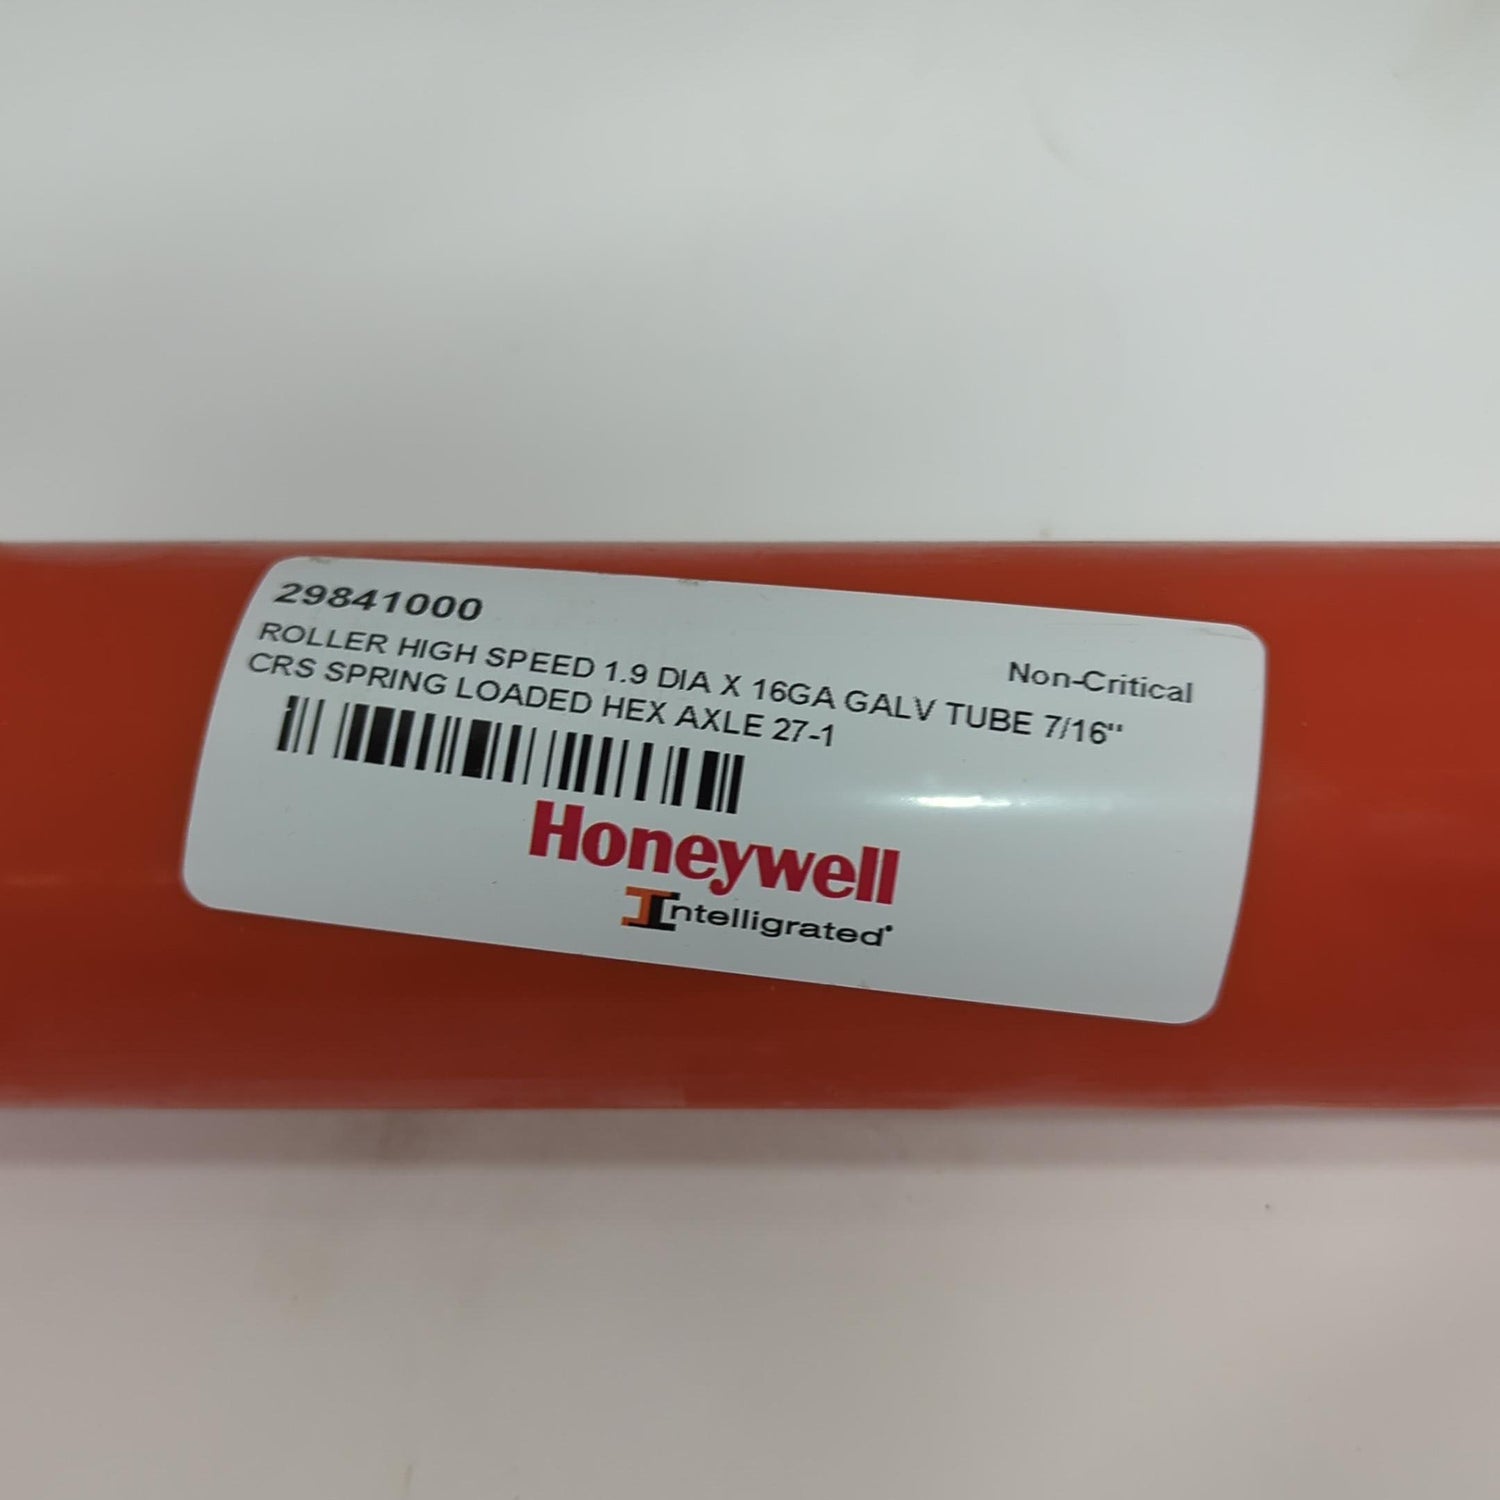 29841000
Non-Critical
ROLLER HIGH SPEED 1.9 DIA X 16GA GALV TUBE 7/16"
CRS SPRING LOADED HEX AXLE 27-1
Honeywell
Intelligrated